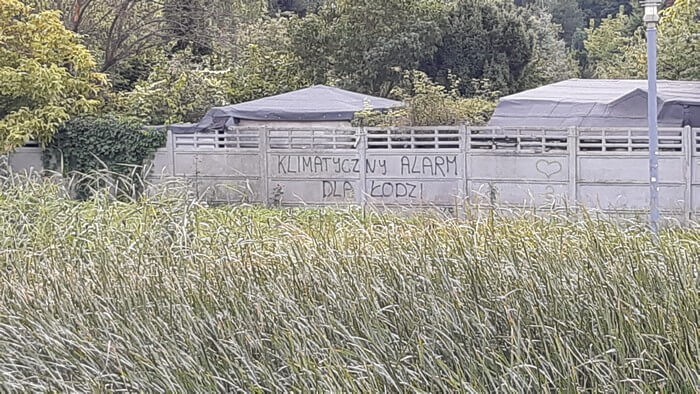 KLIMATYCZNY ALARM
DLA ŁODZI